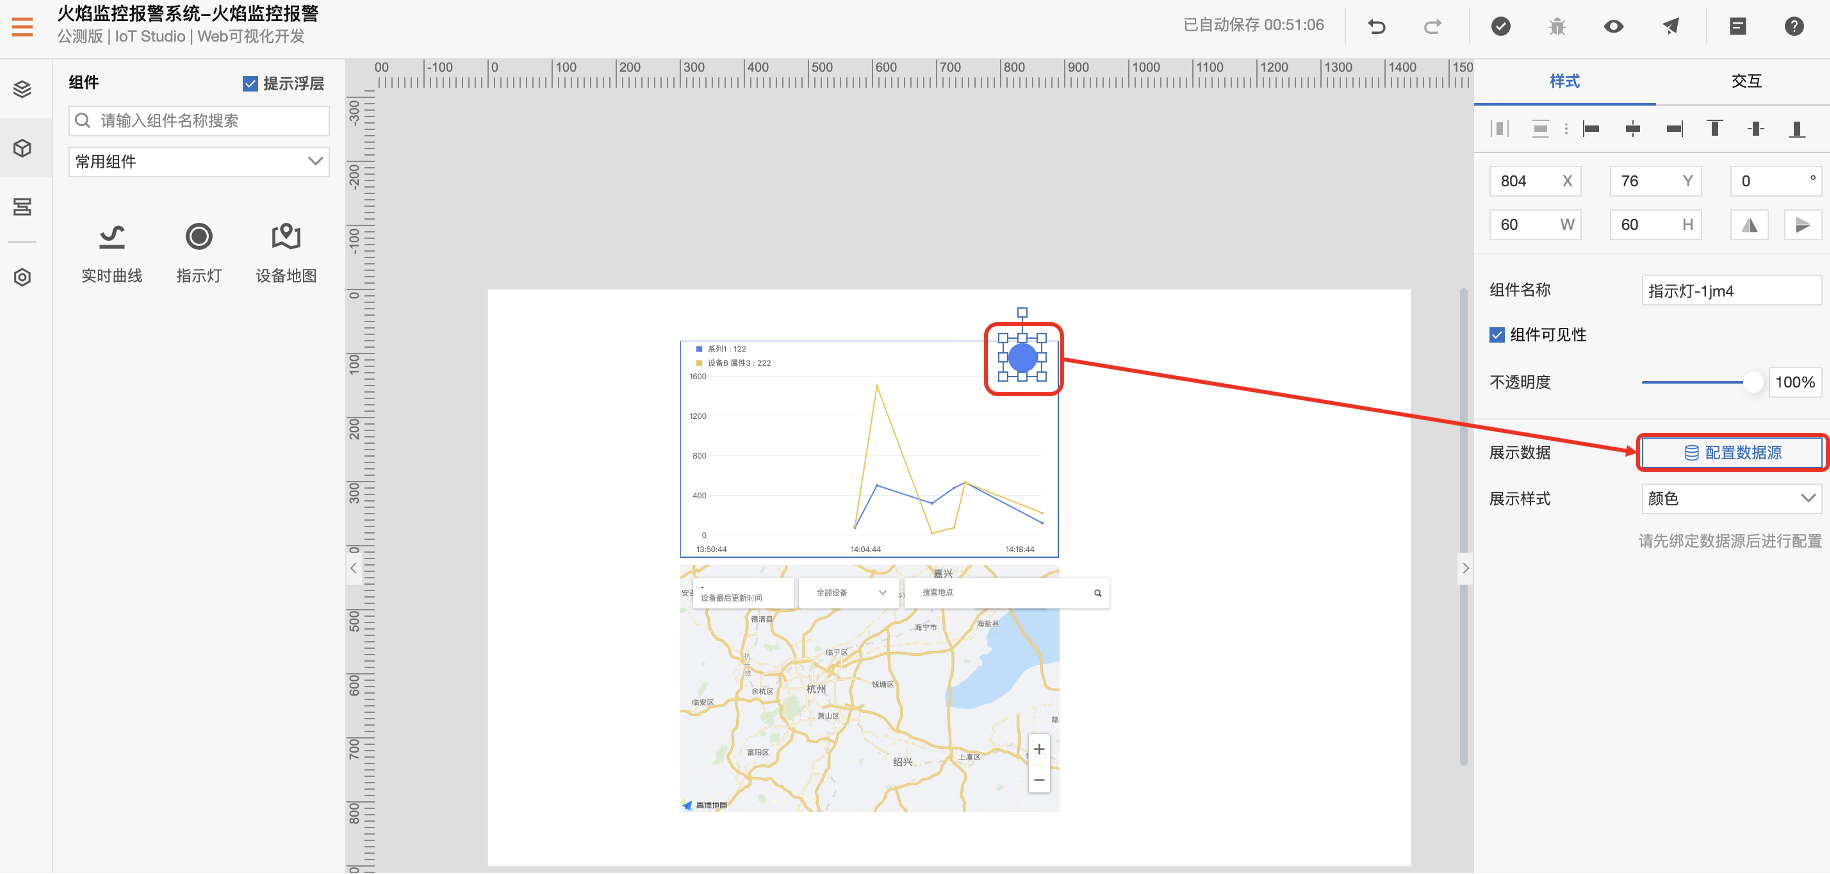 火焰监控报警系统-火焰监控报警
公测版 | IoT Studio | Web可视化开发
已自动保存 00:51:06
组件
提示浮层
请输入组件名称搜索
常用组件
实时曲线
指示灯
设备地图
00 -100 0 100 200 300 400 500 600 700 800 900 1000 1100 1200 1300 1400 150
-300
-200
-100
0
100
200
300
0
500
600
700
800
系列1 : 122
设备B 属性3 : 222
1600
1200
800
400
0
13:50:44 14:04:44 14:18:44
嘉兴
安吉
-
设备最后更新时间
全部设备
搜索地点
德清县
海宁市
海盐县
杭州湾
临平区
余杭区
杭州
钱塘区
临安区
萧山区
富阳区
绍兴
上虞区
+
−
高德地图
样式
交互
804 X
76 Y
0 °
60 W
60 H
组件名称
指示灯-1jm4
组件可见性
不透明度
100%
展示数据
配置数据源
展示样式
颜色
请先绑定数据源后进行配置